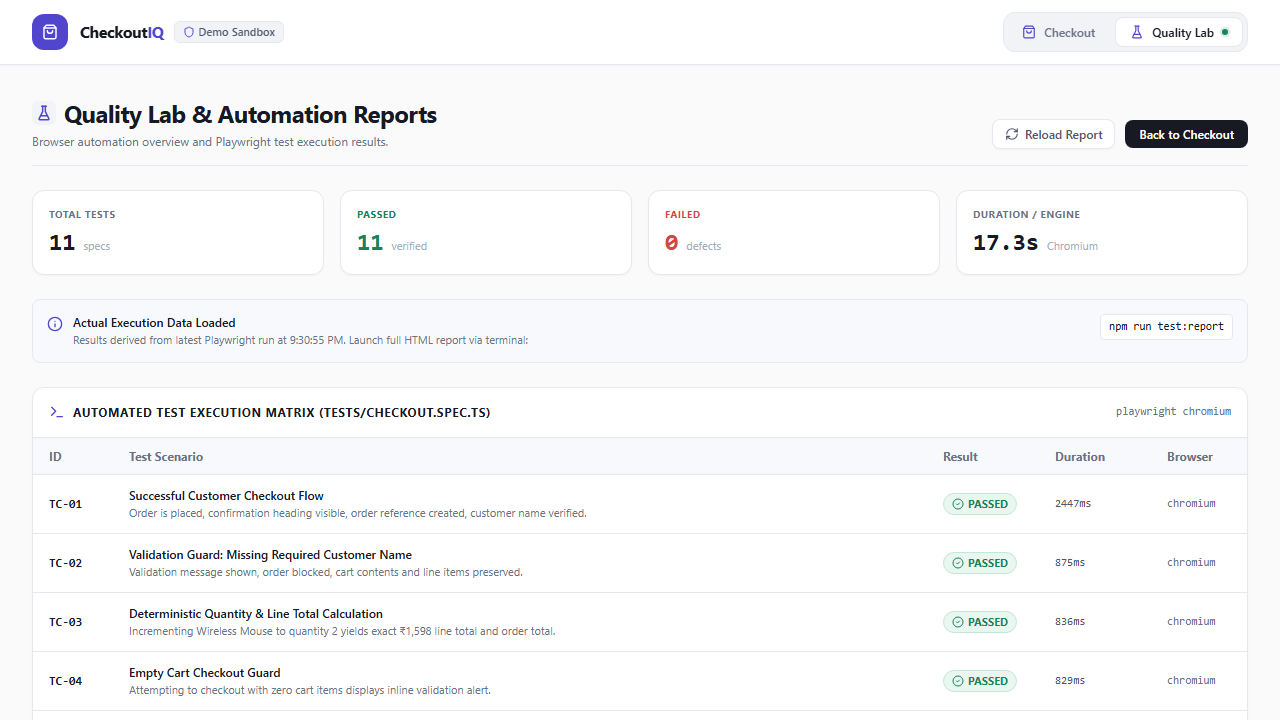 CheckoutIQ
Demo Sandbox
Checkout
Quality Lab
Quality Lab & Automation Reports
Browser automation overview and Playwright test execution results.
Reload Report
Back to Checkout
TOTAL TESTS
11 specs
PASSED
11 verified
FAILED
0 defects
DURATION / ENGINE
17.3s Chromium
Actual Execution Data Loaded
Results derived from latest Playwright run at 9:30:55 PM. Launch full HTML report via terminal:
npm run test:report
AUTOMATED TEST EXECUTION MATRIX (TESTS/CHECKOUT.SPEC.TS)
playwright chromium
ID Test Scenario Result Duration Browser
TC-01 Successful Customer Checkout Flow PASSED 2447ms chromium
Order is placed, confirmation heading visible, order reference created, customer name verified.
TC-02 Validation Guard: Missing Required Customer Name PASSED 875ms chromium
Validation message shown, order blocked, cart contents and line items preserved.
TC-03 Deterministic Quantity & Line Total Calculation PASSED 836ms chromium
Incrementing Wireless Mouse to quantity 2 yields exact ₹1,598 line total and order total.
TC-04 Empty Cart Checkout Guard PASSED 829ms chromium
Attempting to checkout with zero cart items displays inline validation alert.